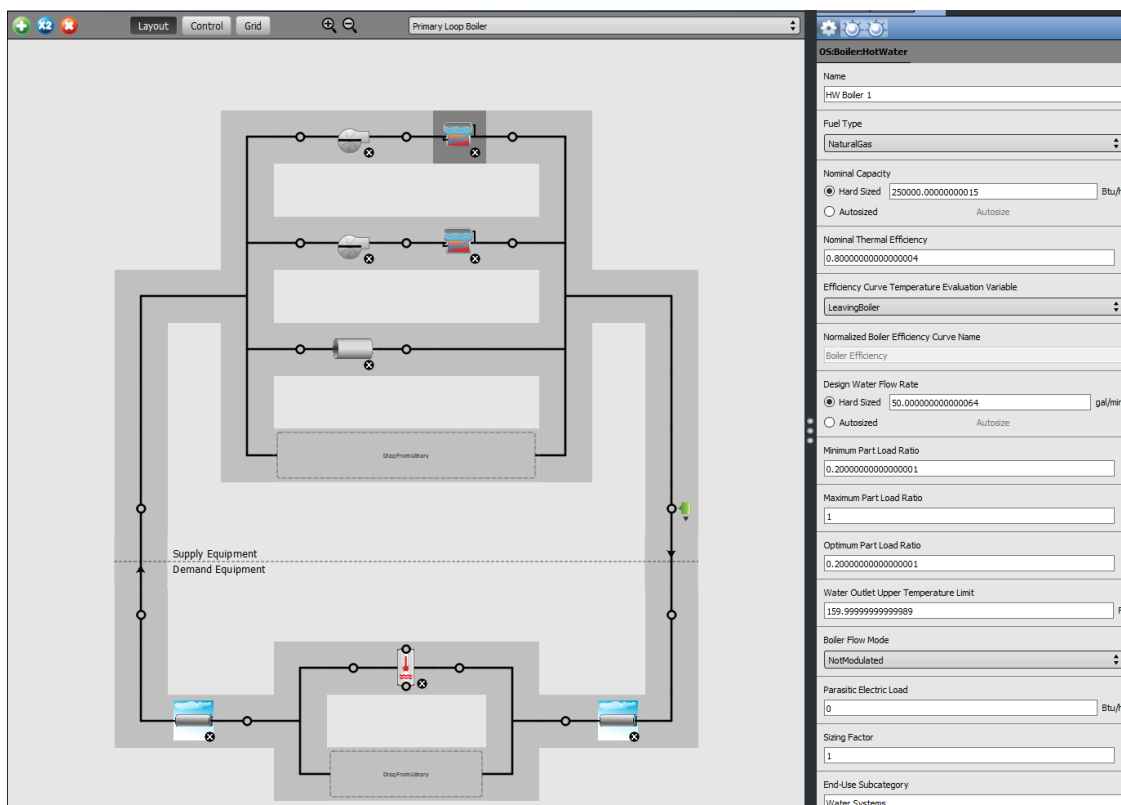 X2
Layout
Control
Grid
Primary Loop Boiler
OS:Boiler:HotWater
Name
HW Boiler 1
Fuel Type
NaturalGas
Nominal Capacity
Hard Sized
250000.00000000015
Btu/h
Autosized
Autosize
Nominal Thermal Efficiency
0.80000000000000004
Efficiency Curve Temperature Evaluation Variable
LeavingBoiler
Normalized Boiler Efficiency Curve Name
Boiler Efficiency
Design Water Flow Rate
Hard Sized
50.000000000000064
gal/min
Autosized
Autosize
Minimum Part Load Ratio
0.20000000000000001
Maximum Part Load Ratio
1
Optimum Part Load Ratio
0.20000000000000001
Water Outlet Upper Temperature Limit
159.99999999999989
F
Boiler Flow Mode
NotModulated
Parasitic Electric Load
0
Btu/h
Sizing Factor
1
End-Use Subcategory
Water Systems
Drag From Library
Supply Equipment
Demand Equipment
Drag From Library